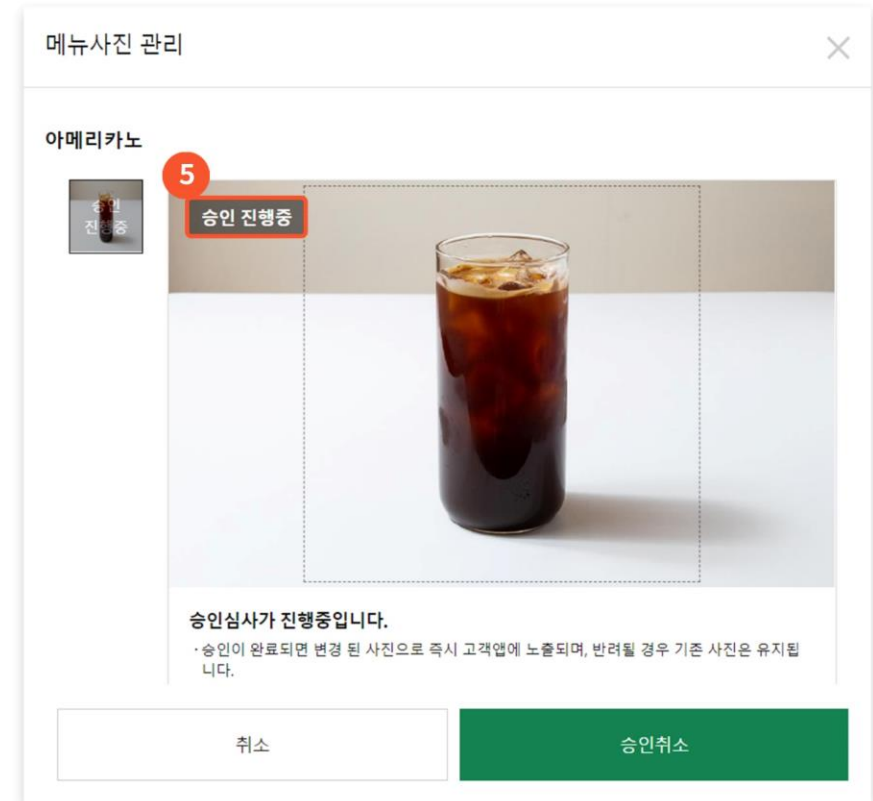 메뉴사진 관리
아메리카노
5
승인
진행중
승인 진행중
승인심사가 진행중입니다.
· 승인이 완료되면 변경 된 사진으로 즉시 고객앱에 노출되며, 반려될 경우 기존 사진은 유지됩
니다.
취소
승인취소